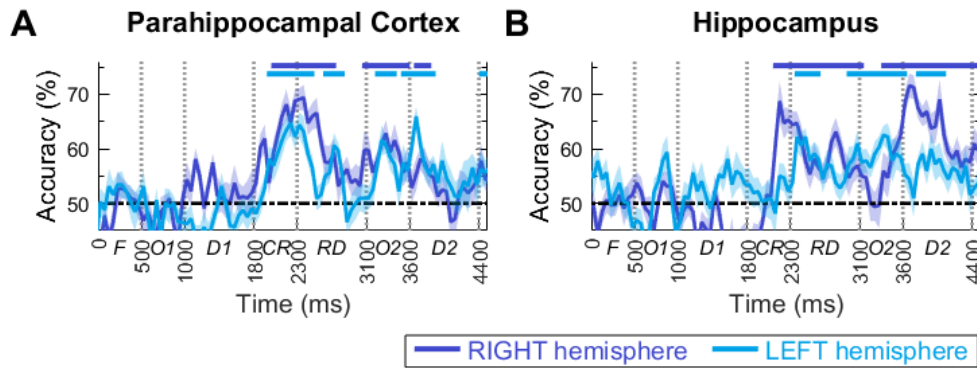 A Parahippocampal Cortex
Accuracy (%)
70
60
50
F O1 D1 CR RD O2 D2
0 500 1000 1800 2300 3100 3600 4400
Time (ms)
B Hippocampus
Accuracy (%)
70
60
50
F O1 D1 CR RD O2 D2
0 500 1000 1800 2300 3100 3600 4400
Time (ms)
RIGHT hemisphere LEFT hemisphere